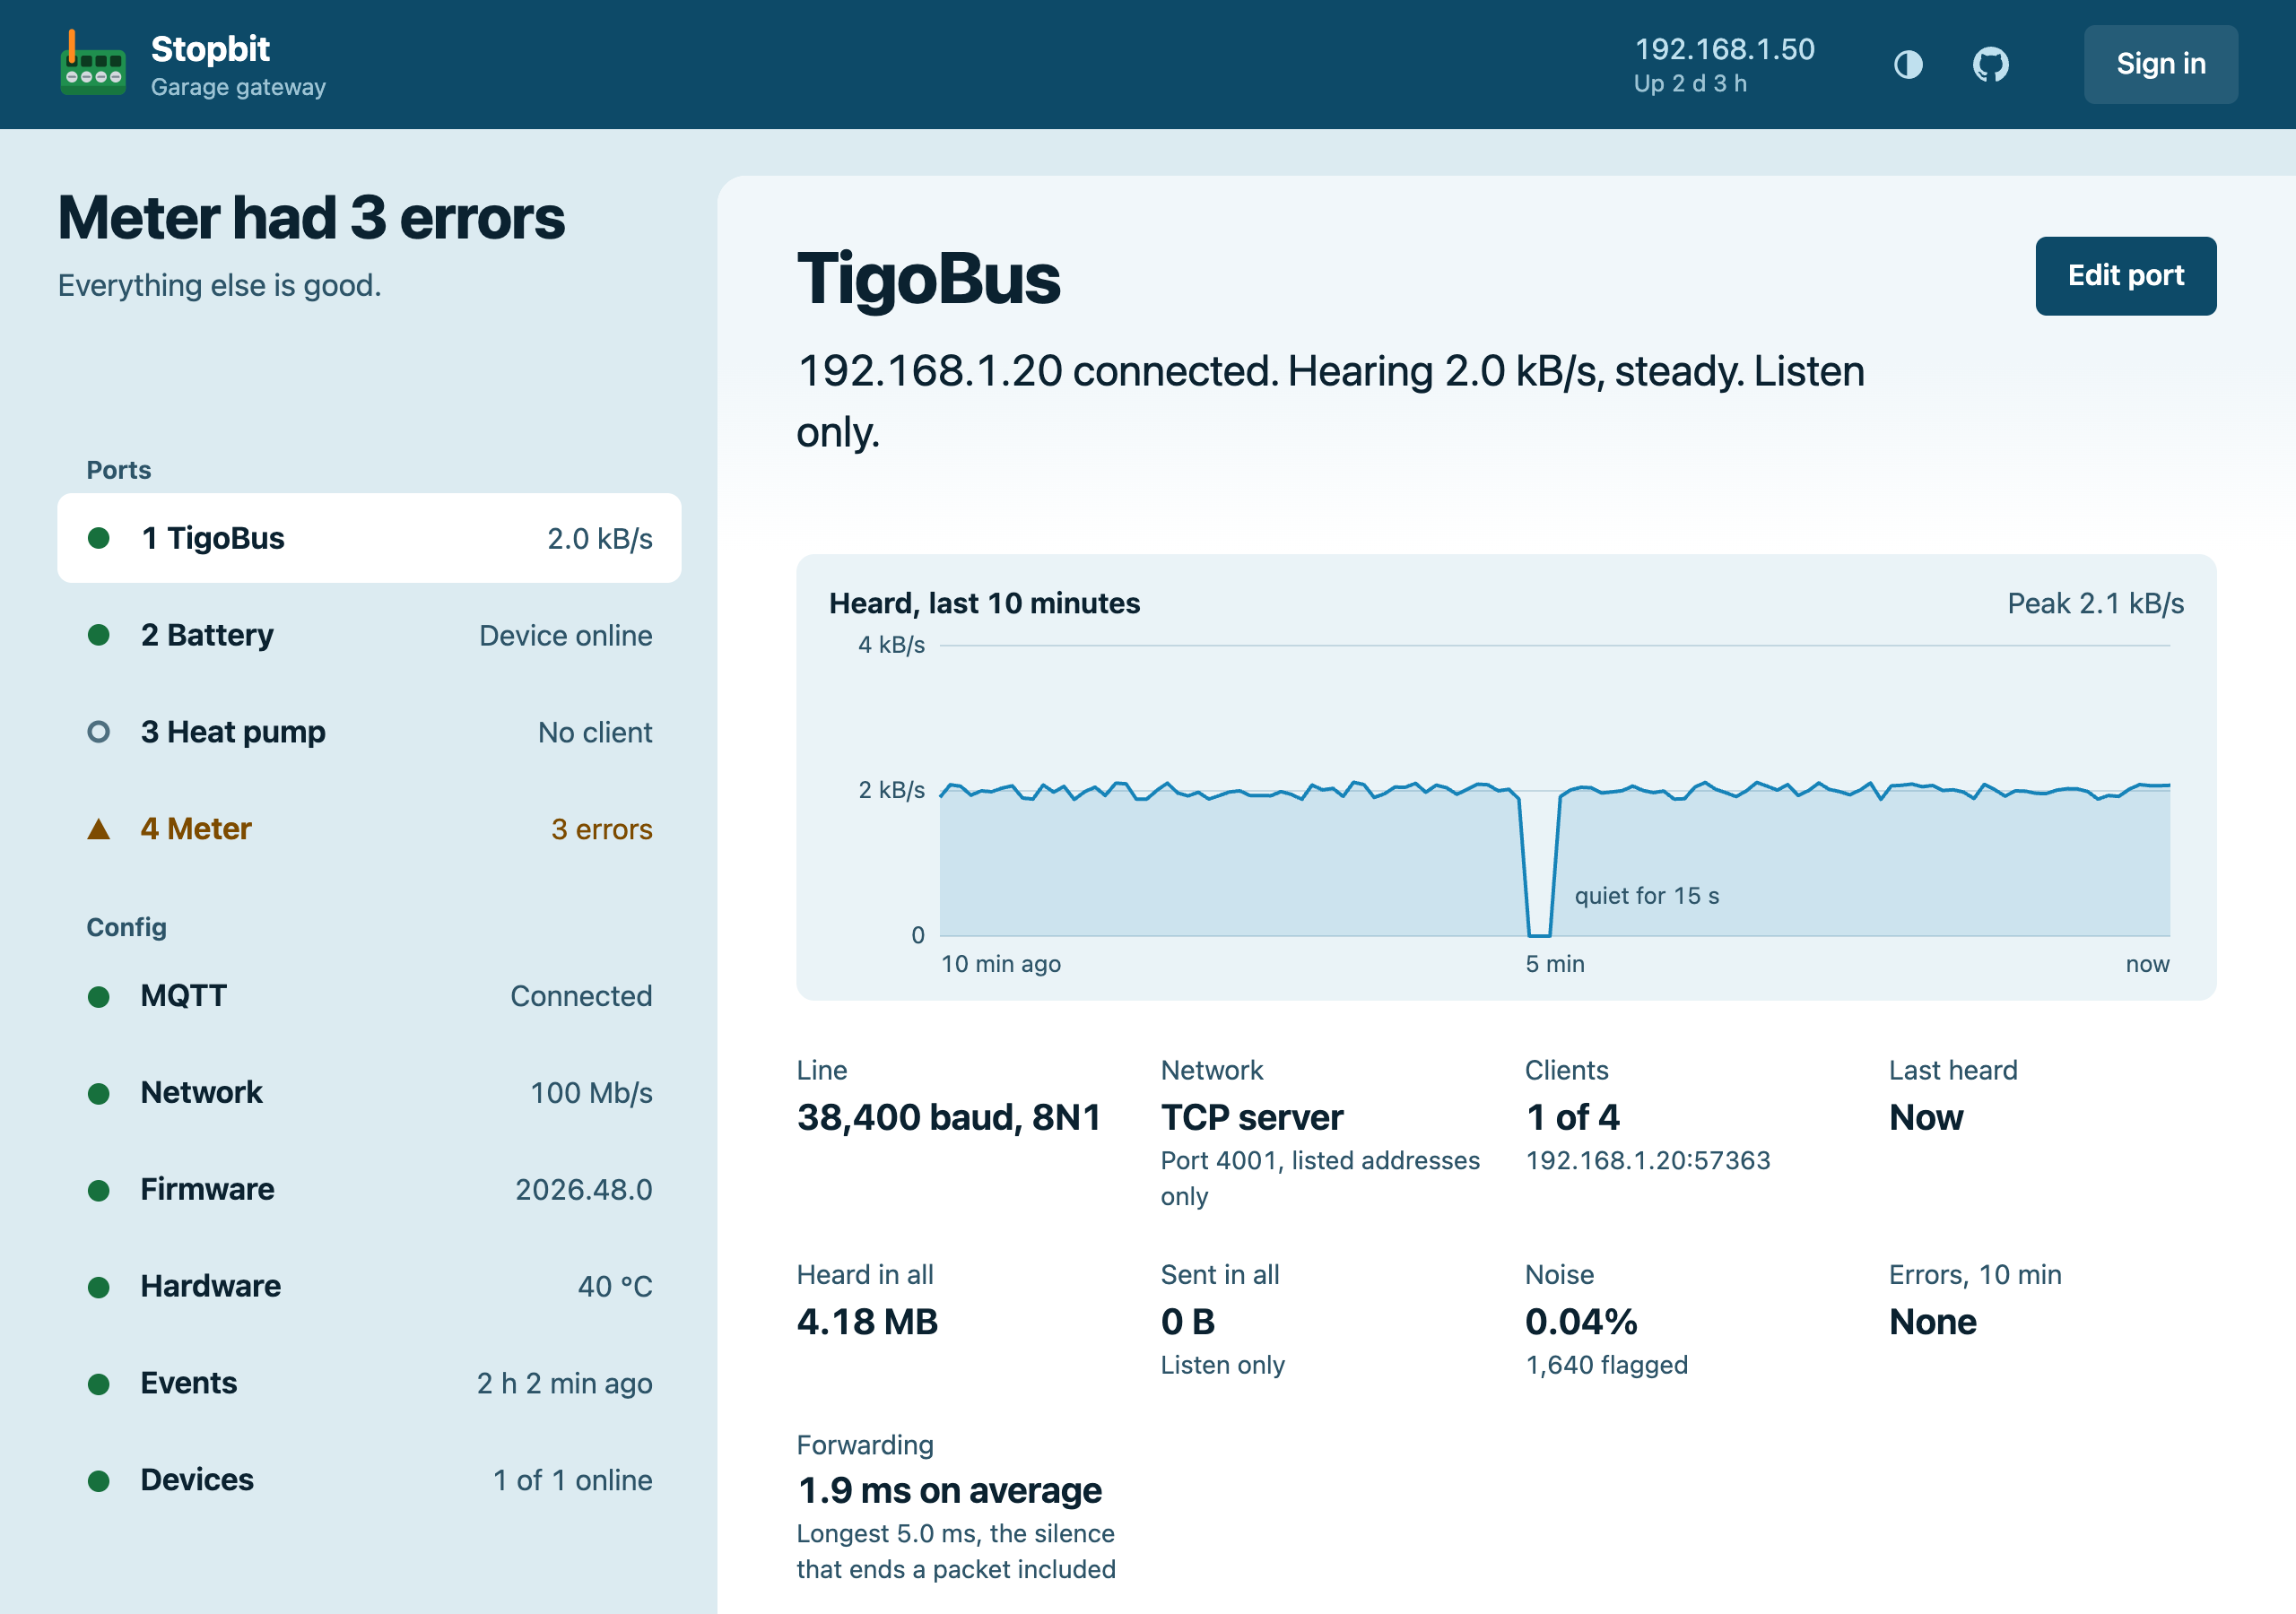 Stopbit
Garage gateway
192.168.1.50
Up 2 d 3 h
Sign in
Meter had 3 errors
Everything else is good.
Ports
1 TigoBus 2.0 kB/s
2 Battery Device online
3 Heat pump No client
4 Meter 3 errors
Config
MQTT Connected
Network 100 Mb/s
Firmware 2026.48.0
Hardware 40 °C
Events 2 h 2 min ago
Devices 1 of 1 online
TigoBus
Edit port
192.168.1.20 connected. Hearing 2.0 kB/s, steady. Listen
only.
Heard, last 10 minutes
Peak 2.1 kB/s
4 kB/s
2 kB/s
quiet for 15 s
0
10 min ago 5 min now
Line
38,400 baud, 8N1
Network
TCP server
Port 4001, listed addresses
only
Clients
1 of 4
192.168.1.20:57363
Last heard
Now
Heard in all
4.18 MB
Sent in all
0 B
Listen only
Noise
0.04%
1,640 flagged
Errors, 10 min
None
Forwarding
1.9 ms on average
Longest 5.0 ms, the silence
that ends a packet included